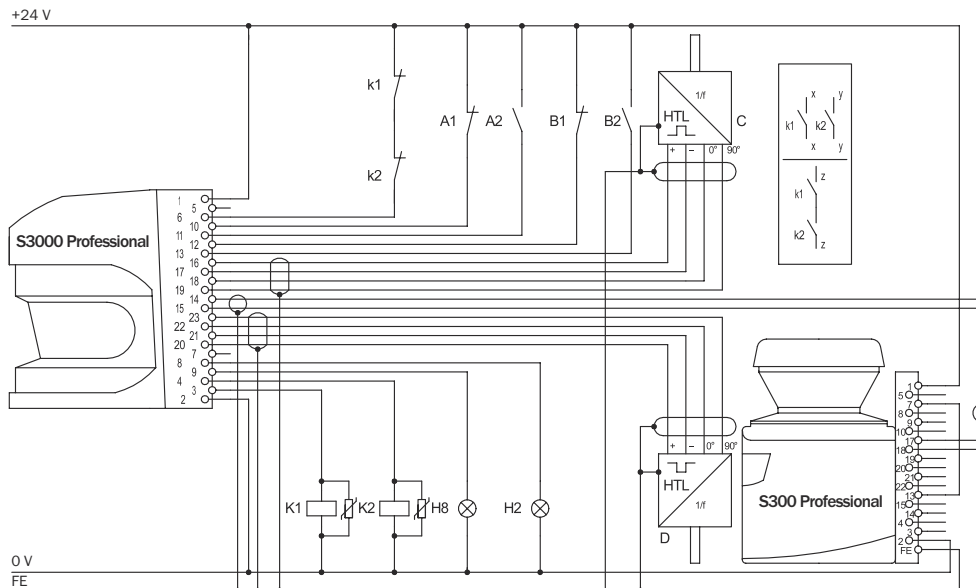 +24 V
k1
k2
A1
A2
B1
B2
1/f
HTL
C
+ – 0° 90°
x y
k1 k2
x y
z
k1
k2
z
S3000 Professional
1
5
6
10
11
12
13
16
17
18
19
14
15
23
22
21
20
7
8
9
4
3
2
K1
K2
H8
H2
+ – 0° 90°
HTL
1/f
D
S300 Professional
1
5
7
8
9
10
17
18
19
20
21
22
13
15
14
4
3
2
FE
0 V
FE